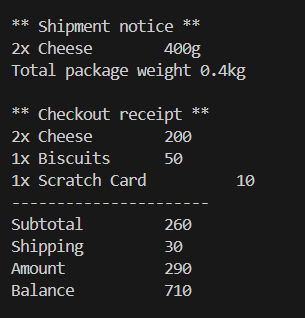 ** Shipment notice **
2x Cheese 400g
Total package weight 0.4kg
** Checkout receipt **
2x Cheese 200
1x Biscuits 50
1x Scratch Card 10
----------------------
Subtotal 260
Shipping 30
Amount 290
Balance 710